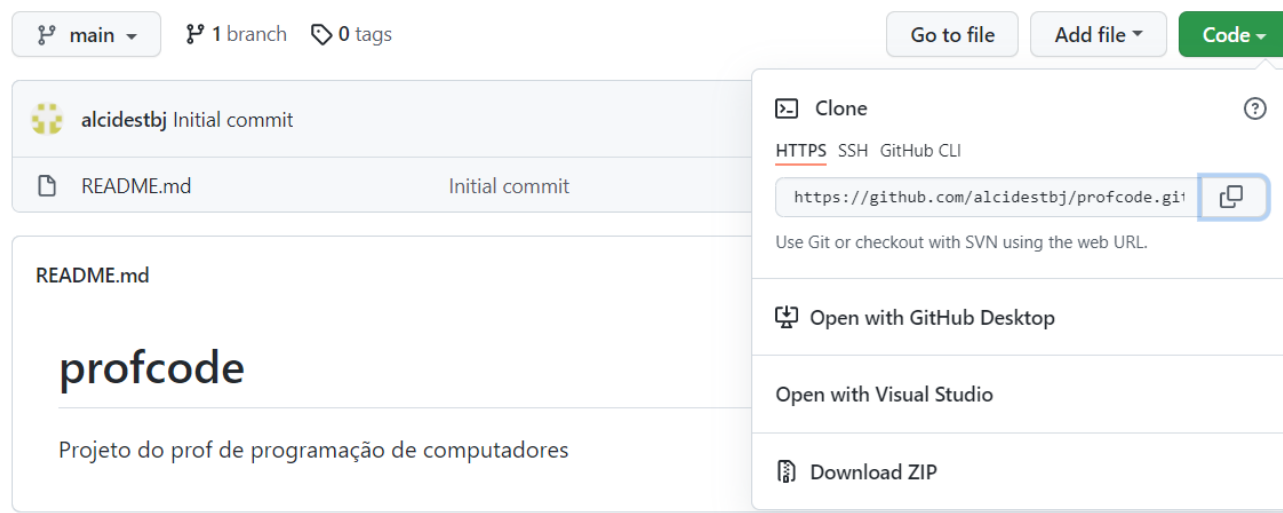 main 1 branch 0 tags Go to file Add file Code
alcidestbj Initial commit
README.md Initial commit
README.md
profcode
Projeto do prof de programação de computadores
Clone
HTTPS SSH GitHub CLI
https://github.com/alcidestbj/profcode.git
Use Git or checkout with SVN using the web URL.
Open with GitHub Desktop
Open with Visual Studio
Download ZIP